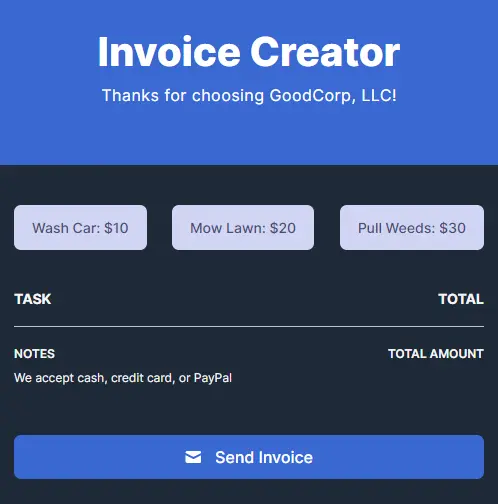 Invoice Creator
Thanks for choosing GoodCorp, LLC!
Wash Car: $10
Mow Lawn: $20
Pull Weeds: $30
TASK
TOTAL
NOTES
TOTAL AMOUNT
We accept cash, credit card, or PayPal
Send Invoice